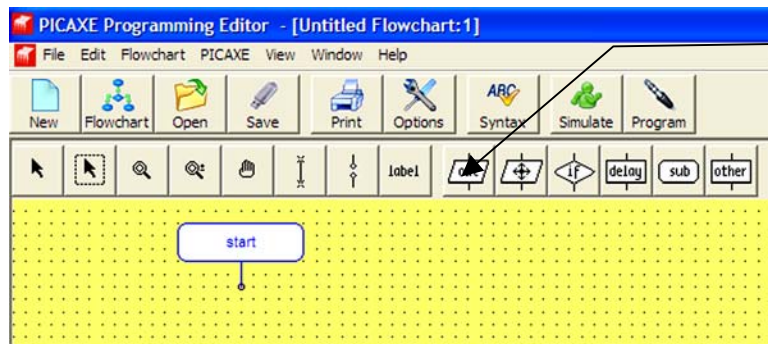 PICAXE Programming Editor - [Untitled Flowchart:1]
File Edit Flowchart PICAXE View Window Help
New Flowchart Open Save Print Options ABC Syntax Simulate Program
label if delay sub other
start